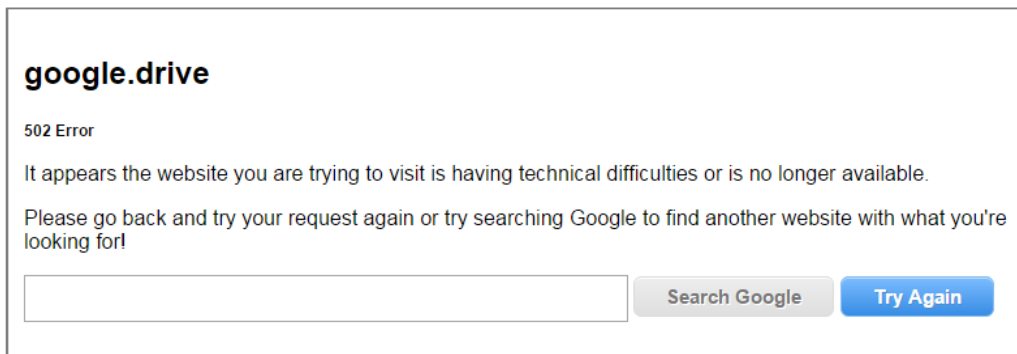 google.drive
502 Error
It appears the website you are trying to visit is having technical difficulties or is no longer available.
Please go back and try your request again or try searching Google to find another website with what you're
looking for!
Search Google Try Again